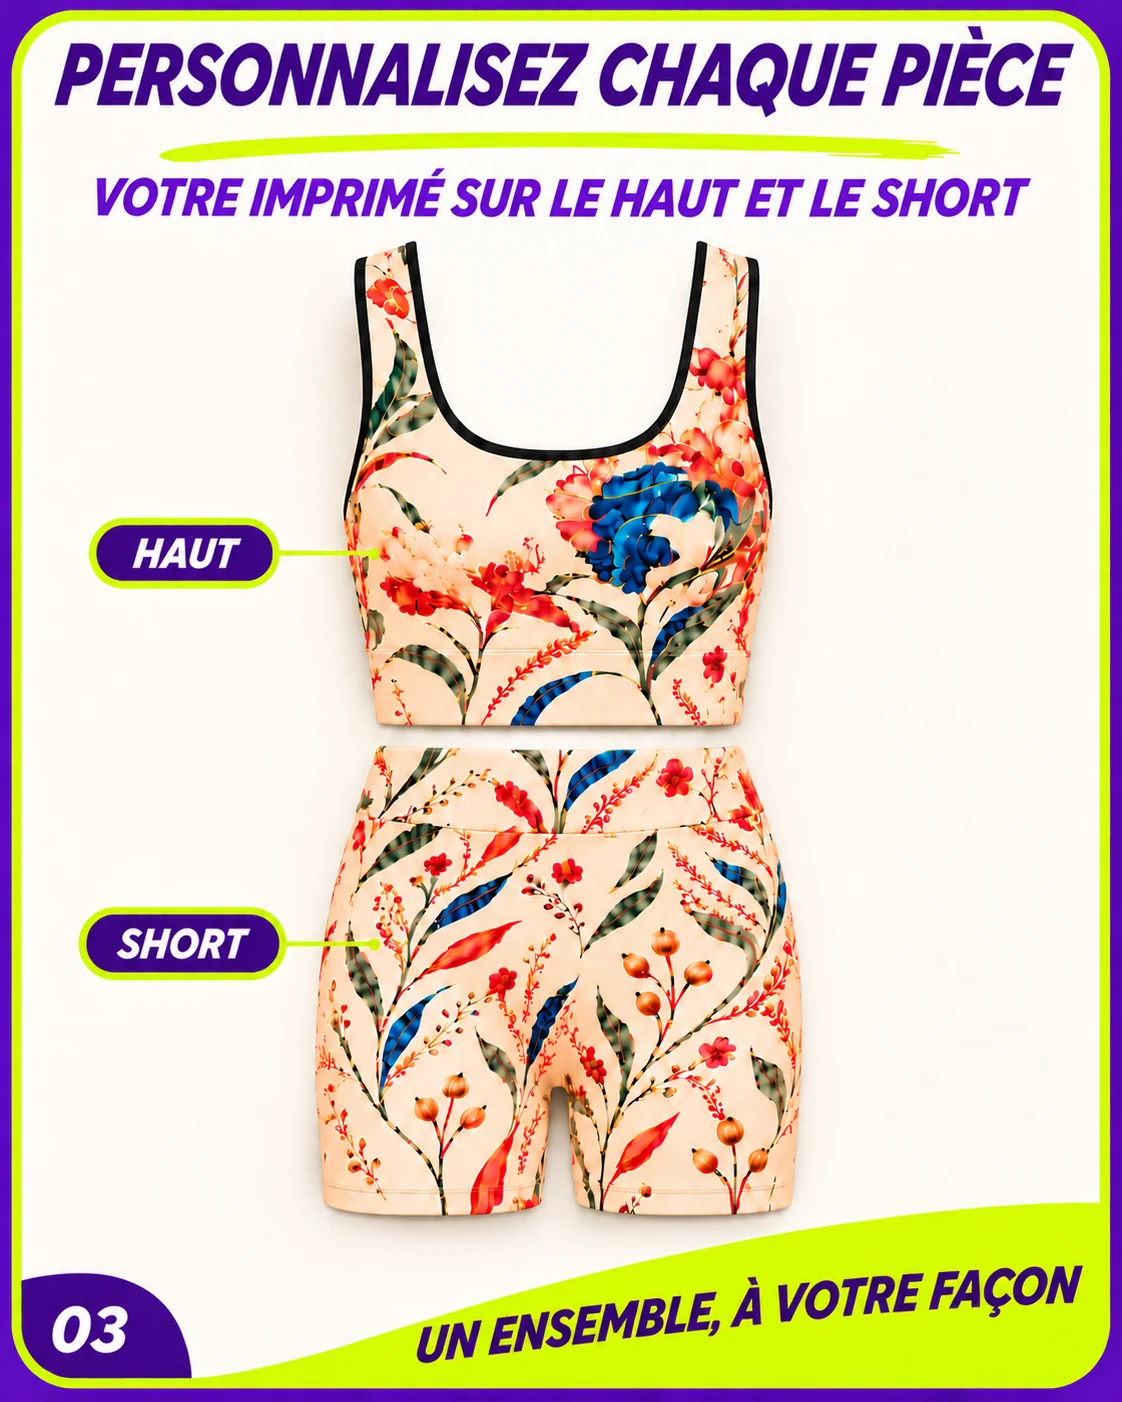 PERSONNALISEZ CHAQUE PIÈCE
VOTRE IMPRIMÉ SUR LE HAUT ET LE SHORT
HAUT
SHORT
03
UN ENSEMBLE, À VOTRE FAÇON